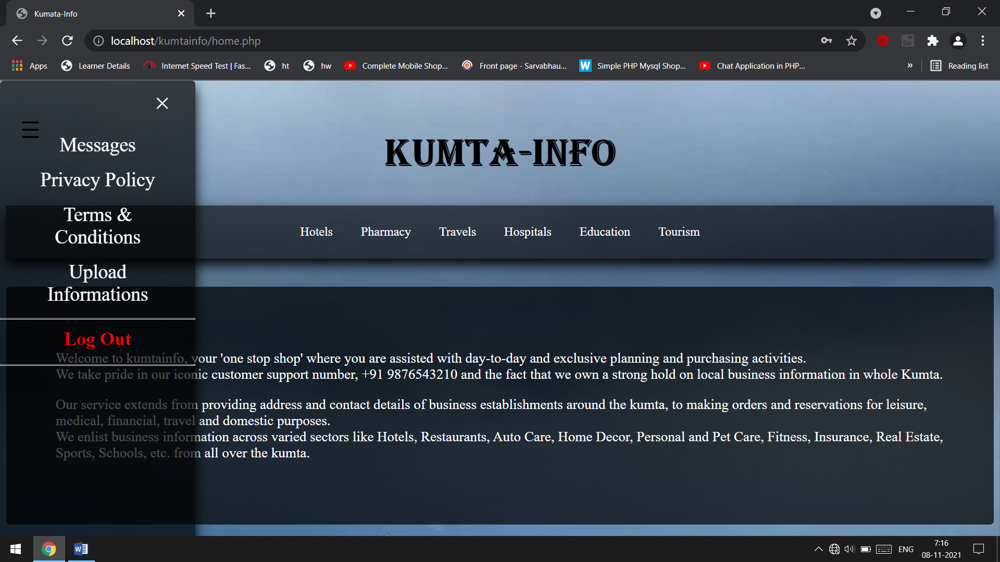 Kumata-Info
localhost/kumtainfo/home.php
Apps Learner Details Internet Speed Test | Fas... ht hw Complete Mobile Shop... Front page - Sarvabhau... W Simple PHP Mysql Shop... Chat Application in PHP... » Reading list
Se
KUMTA-INFO
Messages
Privacy Policy
Terms &
Conditions
Upload
Informations
Log Out
Hotels Pharmacy Travels Hospitals Education Tourism
Welcome to kumtainfo, your 'one stop shop' where you are assisted with day-to-day and exclusive planning and purchasing activities.
We take pride in our iconic customer support number, +91 9876543210 and the fact that we own a strong hold on local business information in whole Kumta.
Our service extends from providing address and contact details of business establishments around the kumta, to making orders and reservations for leisure,
medical, financial, travel and domestic purposes.
We enlist business information across varied sectors like Hotels, Restaurants, Auto Care, Home Decor, Personal and Pet Care, Fitness, Insurance, Real Estate,
Sports, Schools, etc. from all over the kumta.
W ENG 7:16
08-11-2021